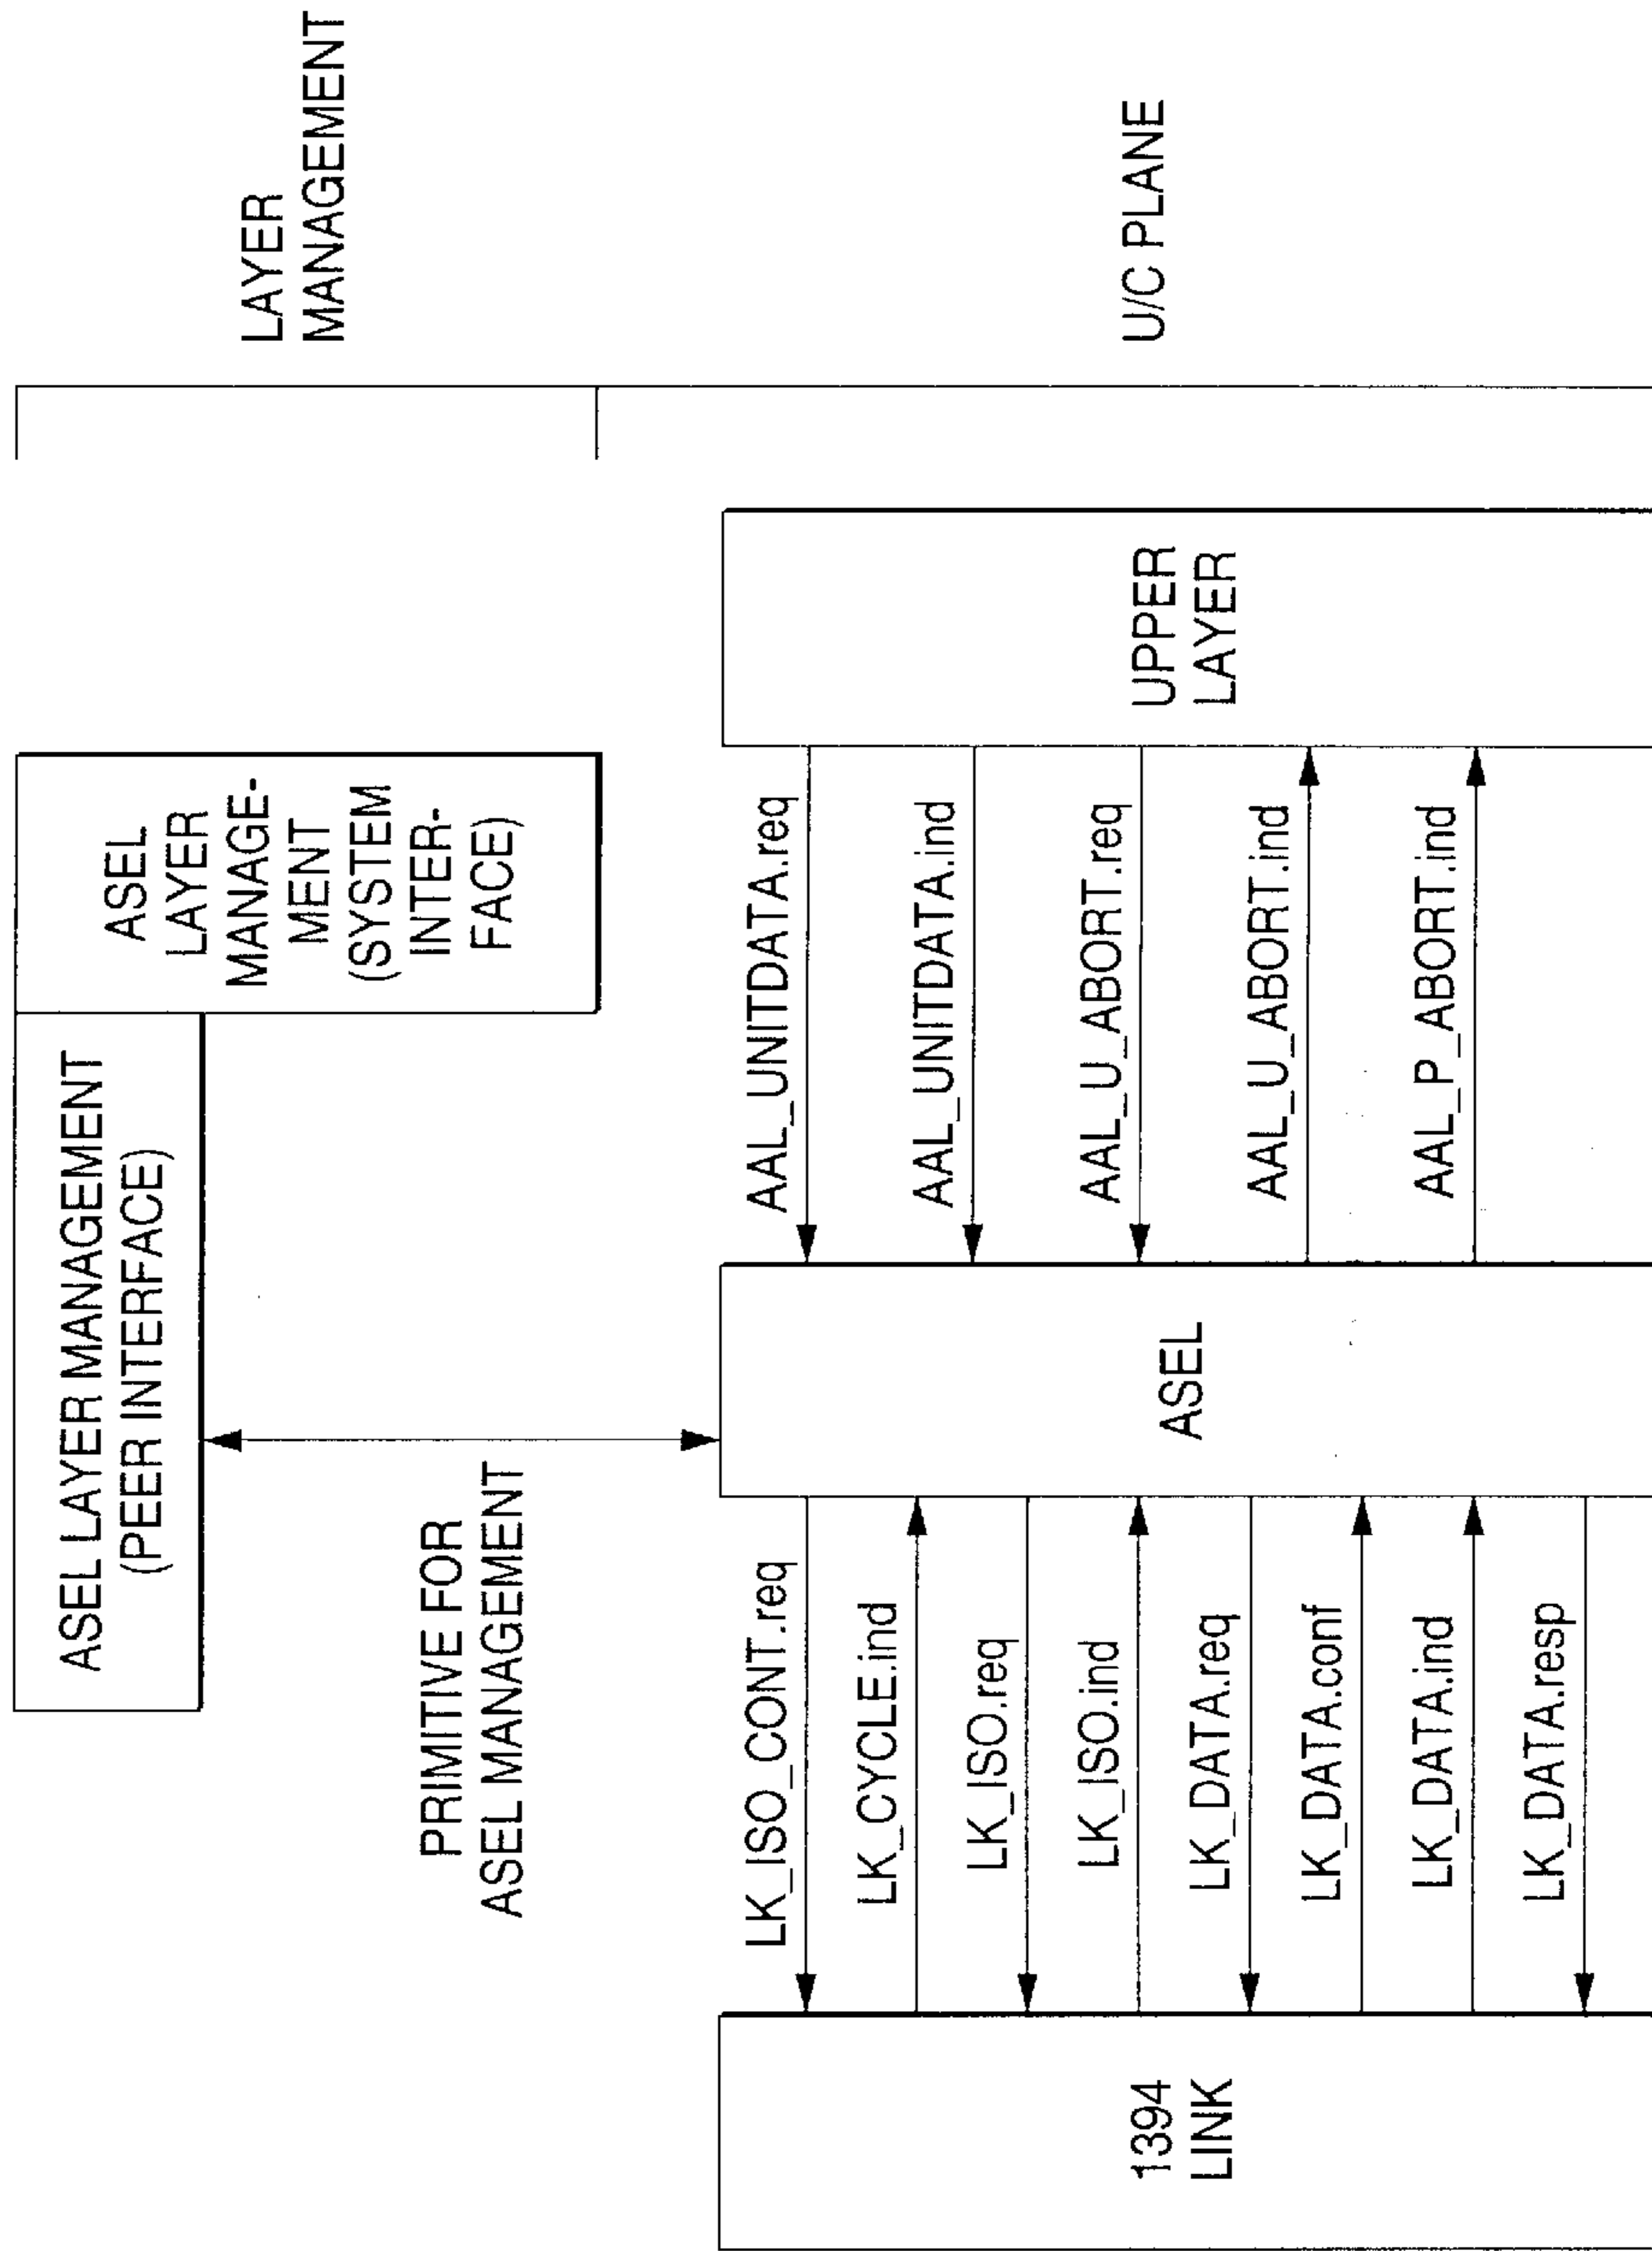 LAYER
MANAGEMENT
U/C PLANE
ASEL
LAYER
MANAGE-
MENT
(SYSTEM
INTER-
FACE)
UPPER
LAYER
ASEL LAYER MANAGEMENT
(PEER INTERFACE)
AAL_UNITDATA.req
AAL_UNITDATA.ind
AAL_U_ABORT.req
AAL_U_ABORT.ind
AAL_P_ABORT.ind
PRIMITIVE FOR
ASEL MANAGEMENT
ASEL
LK_ISO_CONT.req
LK_CYCLE.ind
LK_ISO.req
LK_ISO.ind
LK_DATA.req
LK_DATA.conf
LK_DATA.ind
LK_DATA.resp
1394
LINK